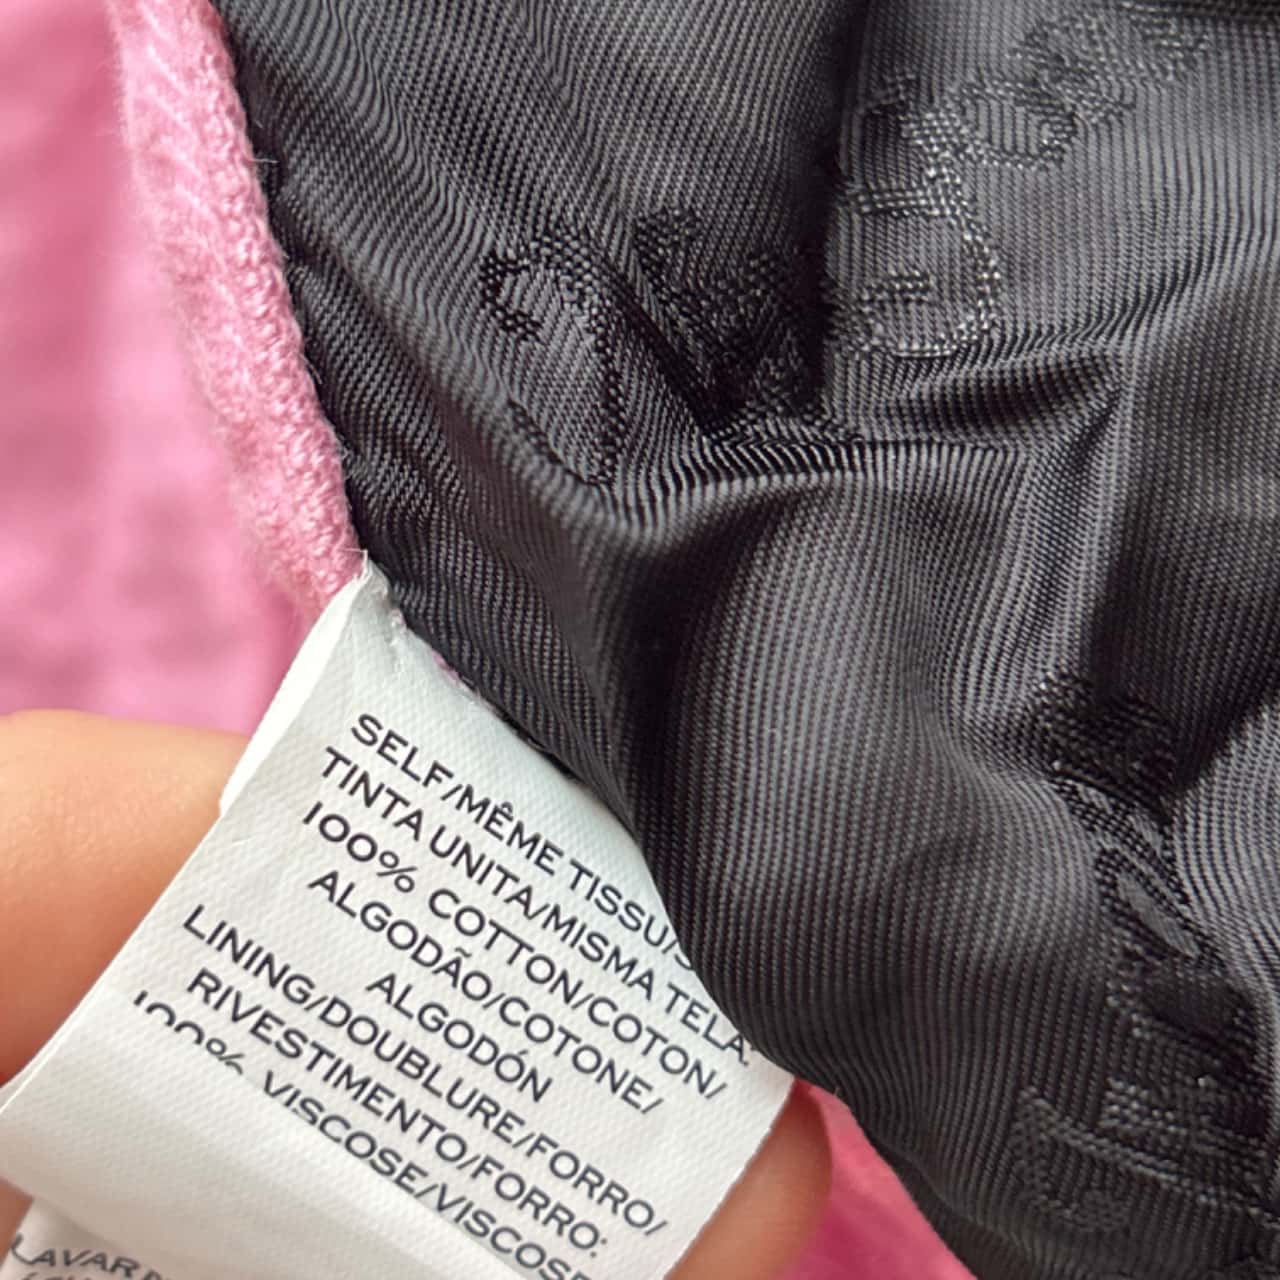 SELF/MÊME TISSU/
TINTA UNITA/MISMA TELA:
100% COTTON/COTON/
ALGODÃO/COTONE/
ALGODÓN
LINING/DOUBLURE/FORRO/
RIVESTIMENTO/FORRO:
100% VISCOSE/VISCOSE
LAVAR